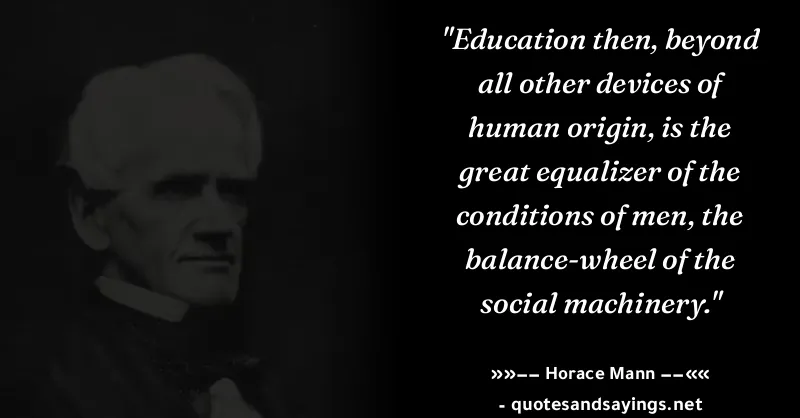 "Education then, beyond
all other devices of
human origin, is the
great equalizer of the
conditions of men, the
balance-wheel of the
social machinery."
»»−− Horace Mann −−««
- quotesandsayings.net